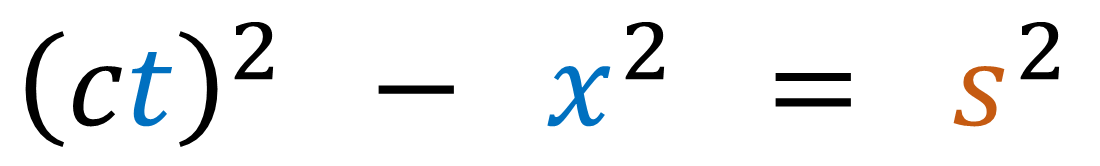 (ct)² − x² = s²